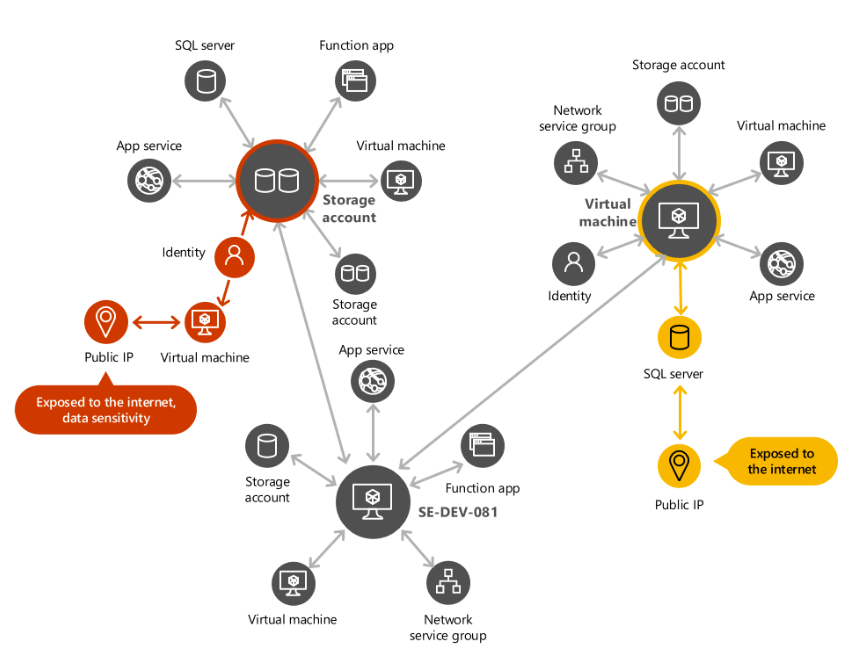 SQL server
Function app
App service
Virtual machine
Storage
account
Identity
Storage
account
Public IP
Virtual machine
Exposed to the internet,
data sensitivity
Storage account
Network
service group
Virtual machine
Virtual
machine
Identity
App service
SQL server
Exposed to
the internet
Public IP
App service
Storage
account
Function app
SE-DEV-081
Virtual machine
Network
service group